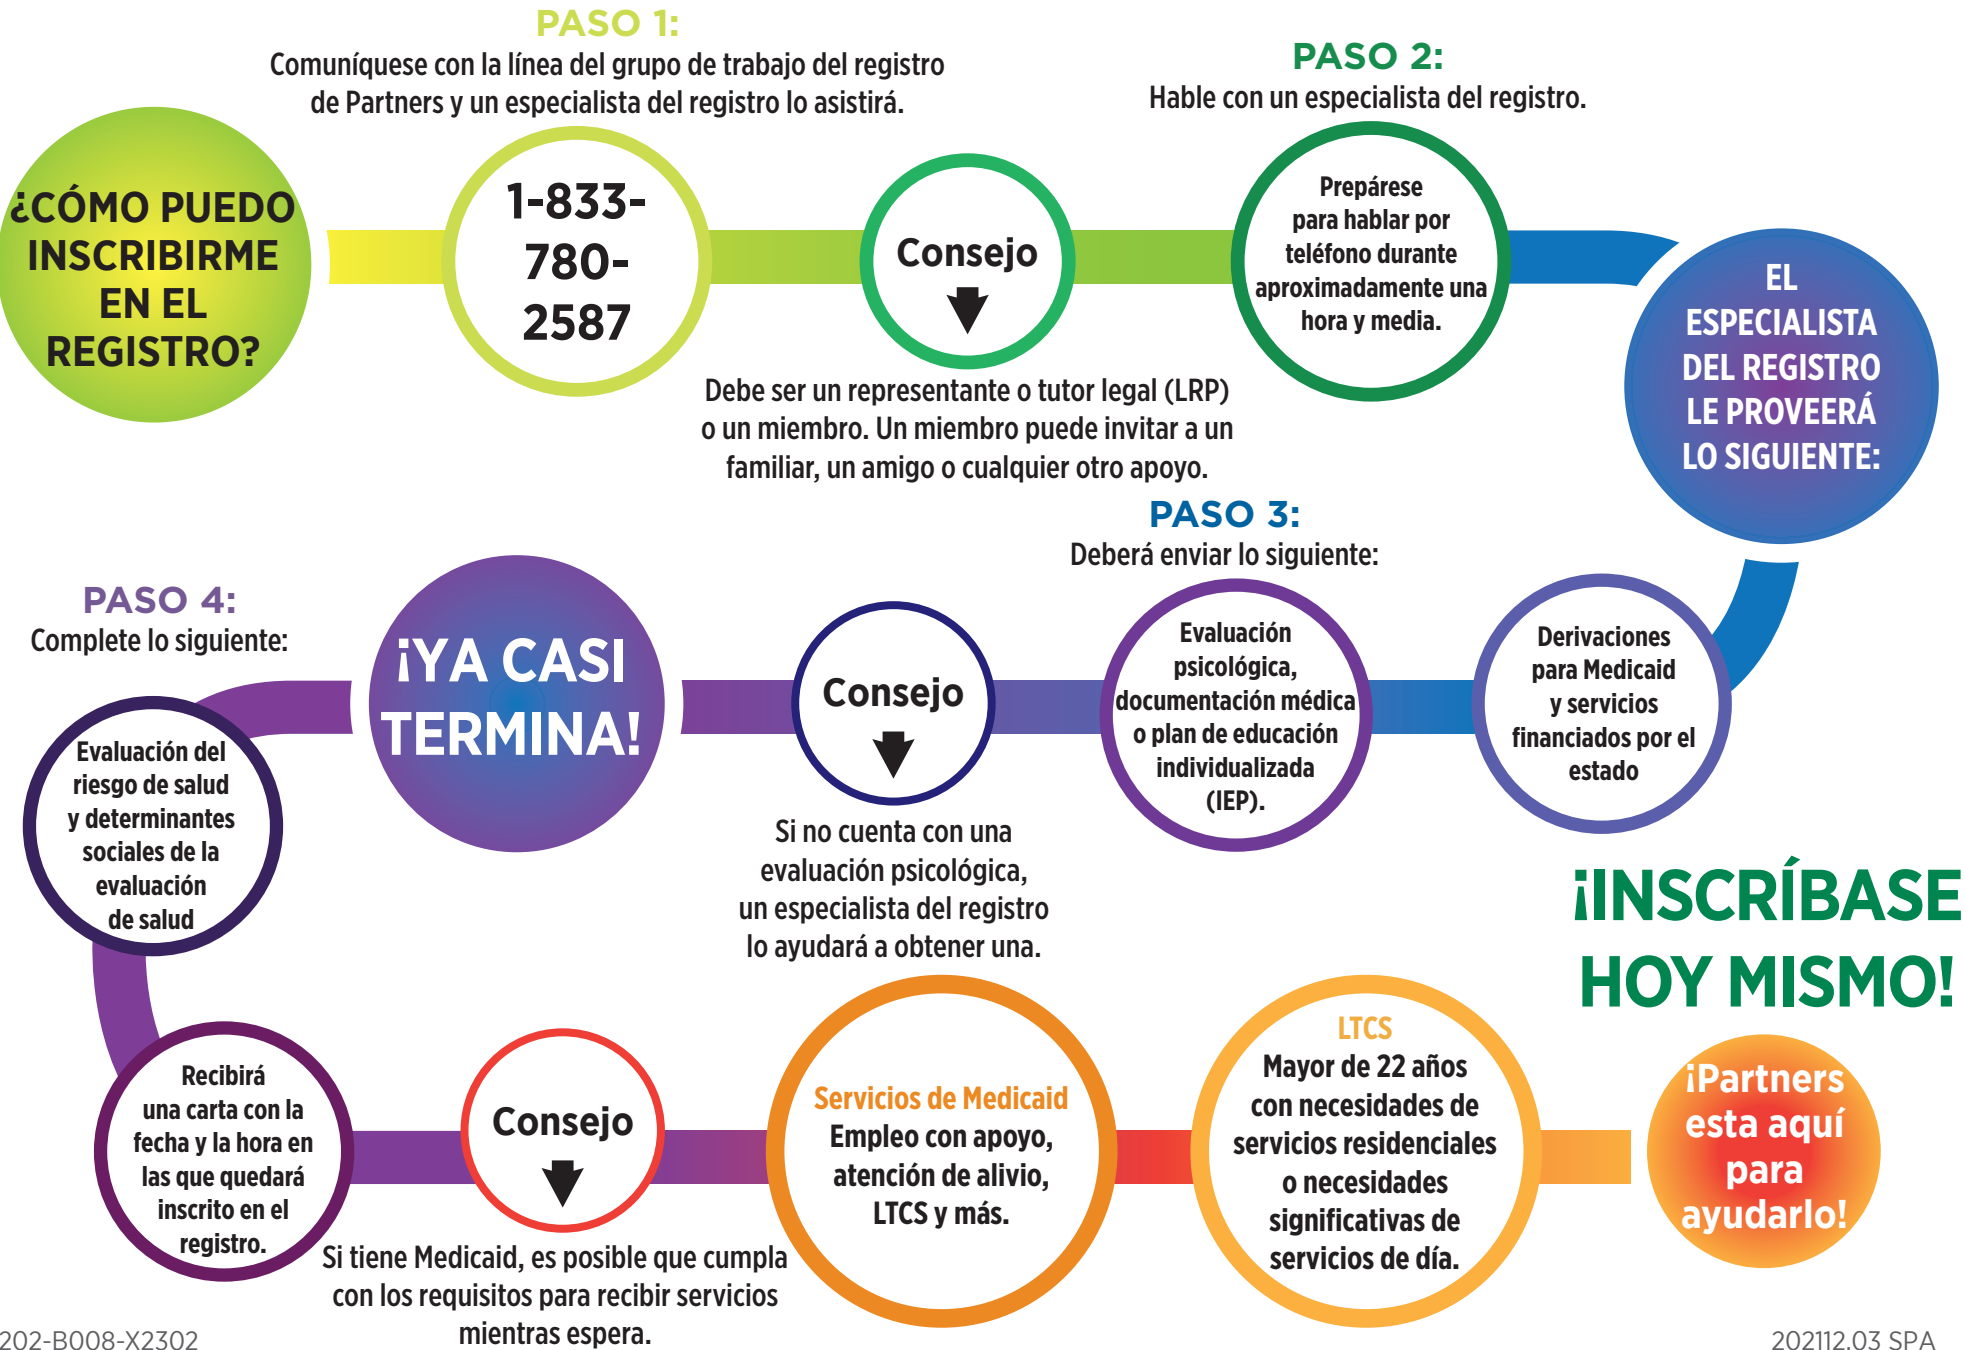 PASO 1:
Comuníquese con la línea del grupo de trabajo del registro
de Partners y un especialista del registro lo asistirá.
PASO 2:
Hable con un especialista del registro.
¿CÓMO PUEDO
INSCRIBIRME
EN EL
REGISTRO?
1-833-
780-
2587
Consejo
Debe ser un representante o tutor legal (LRP)
o un miembro. Un miembro puede invitar a un
familiar, un amigo o cualquier otro apoyo.
Prepárese
para hablar por
teléfono durante
aproximadamente una
hora y media.
EL
ESPECIALISTA
DEL REGISTRO
LE PROVEERÁ
LO SIGUIENTE:
Derivaciones
para Medicaid
y servicios
financiados por el
estado
PASO 3:
Deberá enviar lo siguiente:
Evaluación
psicológica,
documentación médica
o plan de educación
individualizada
(IEP).
Consejo
Si no cuenta con una
evaluación psicológica,
un especialista del registro
lo ayudará a obtener una.
¡YA CASI
TERMINA!
PASO 4:
Complete lo siguiente:
Evaluación del
riesgo de salud
y determinantes
sociales de la
evaluación
de salud
Recibirá
una carta con la
fecha y la hora en
las que quedará
inscrito en el
registro.
Consejo
Si tiene Medicaid, es posible que cumpla
con los requisitos para recibir servicios
mientras espera.
Servicios de Medicaid
Empleo con apoyo,
atención de alivio,
LTCS y más.
LTCS
Mayor de 22 años
con necesidades de
servicios residenciales
o necesidades
significativas de
servicios de día.
¡INSCRÍBASE
HOY MISMO!
¡Partners
esta aquí
para
ayudarlo!
202-B008-X2302
202112.03 SPA